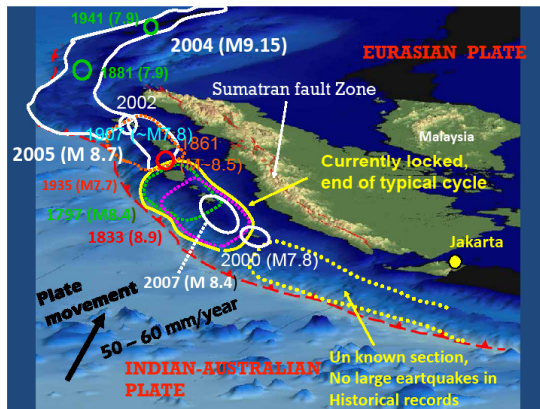 1941 (7.9)
2004 (M9.15)
EURASIAN PLATE
1881 (7.9)
Sumatran fault Zone
2002
Malaysia
1907 (~M7.8)
1861
(M~8.5)
2005 (M 8.7)
Currently locked,
end of typical cycle
1935 (M7.7)
1797 (M8.4)
1833 (8.9)
Jakarta
2000 (M7.8)
2007 (M 8.4)
Plate
movement
50 – 60 mm/year
Un known section,
No large eartquakes in
Historical records
INDIAN-AUSTRALIAN
PLATE